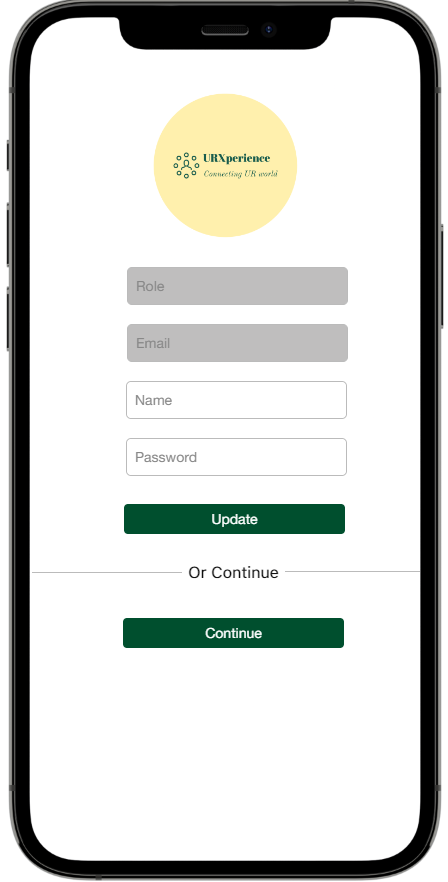 URXperience
Connecting UR world
Role
Email
Name
Password
Update
Or Continue
Continue